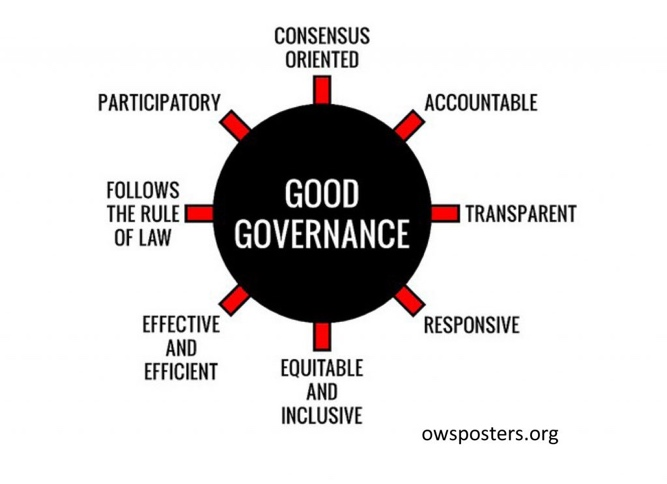 CONSENSUS
ORIENTED
PARTICIPATORY
ACCOUNTABLE
FOLLOWS
THE RULE
OF LAW
GOOD
GOVERNANCE
TRANSPARENT
EFFECTIVE
AND
EFFICIENT
RESPONSIVE
EQUITABLE
AND
INCLUSIVE
owsposters.org